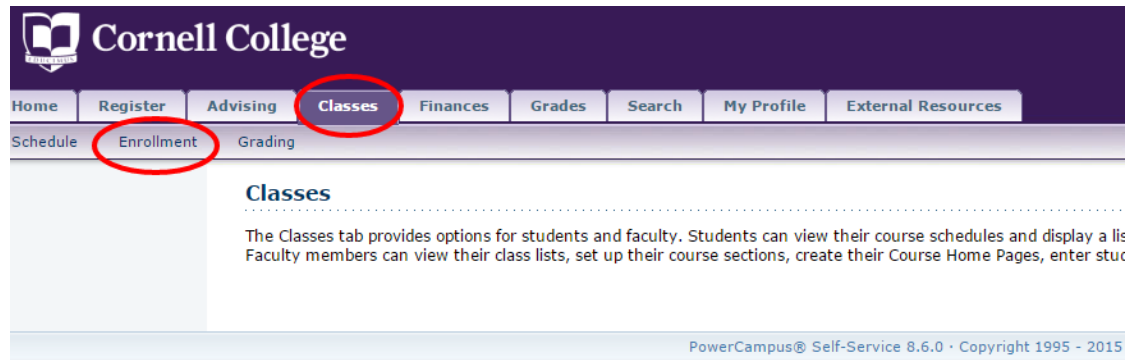 Cornell College
Home Register Advising Classes Finances Grades Search My Profile External Resources
Schedule Enrollment Grading
Classes
The Classes tab provides options for students and faculty. Students can view their course schedules and display a
Faculty members can view their class lists, set up their course sections, create their Course Home Pages, enter
PowerCampus® Self-Service 8.6.0 · Copyright 1995 - 2015